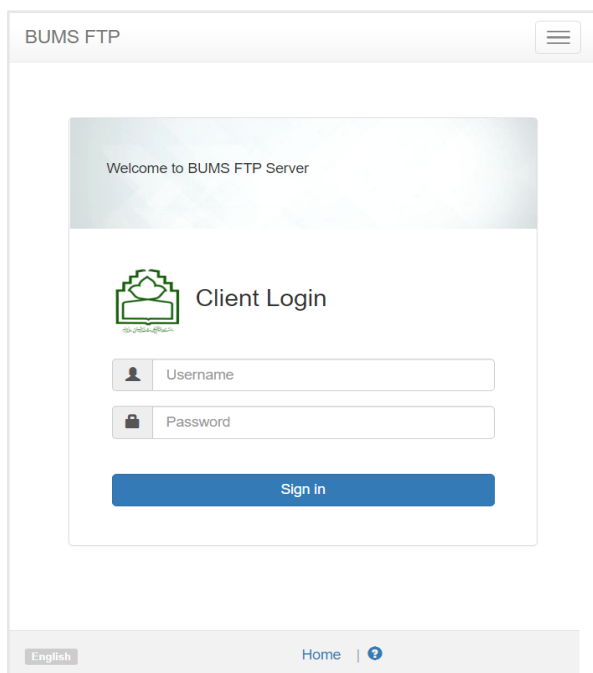 BUMS FTP
Welcome to BUMS FTP Server
Client Login
Username
Password
Sign in
English
Home | ?